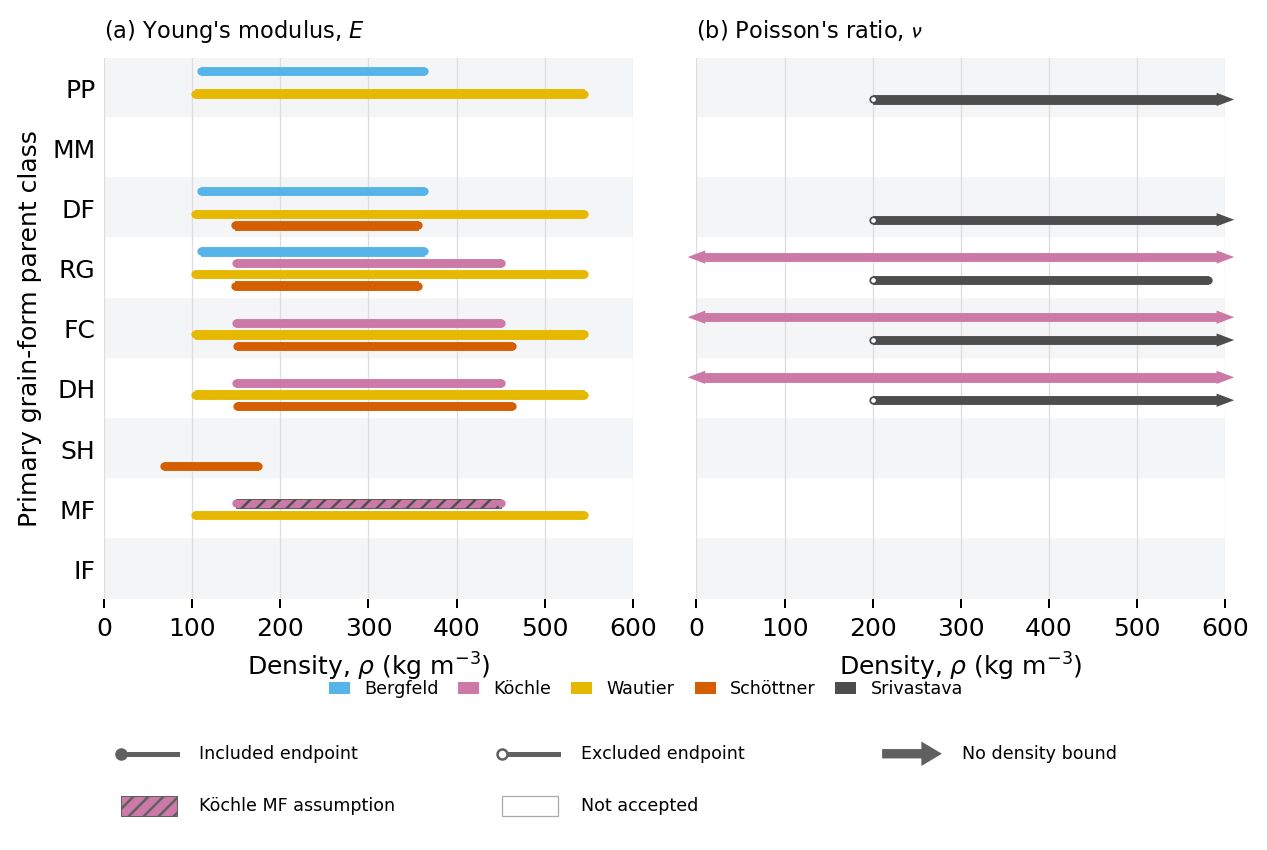 (a) Young's modulus, E
(b) Poisson's ratio, ν
Primary grain-form parent class
PP
MM
DF
RG
FC
DH
SH
MF
IF
0 100 200 300 400 500 600
0 100 200 300 400 500 600
Density, ρ (kg m⁻³)
Density, ρ (kg m⁻³)
Bergfeld Köchle Wautier Schöttner Srivastava
Included endpoint Excluded endpoint No density bound
Köchle MF assumption Not accepted